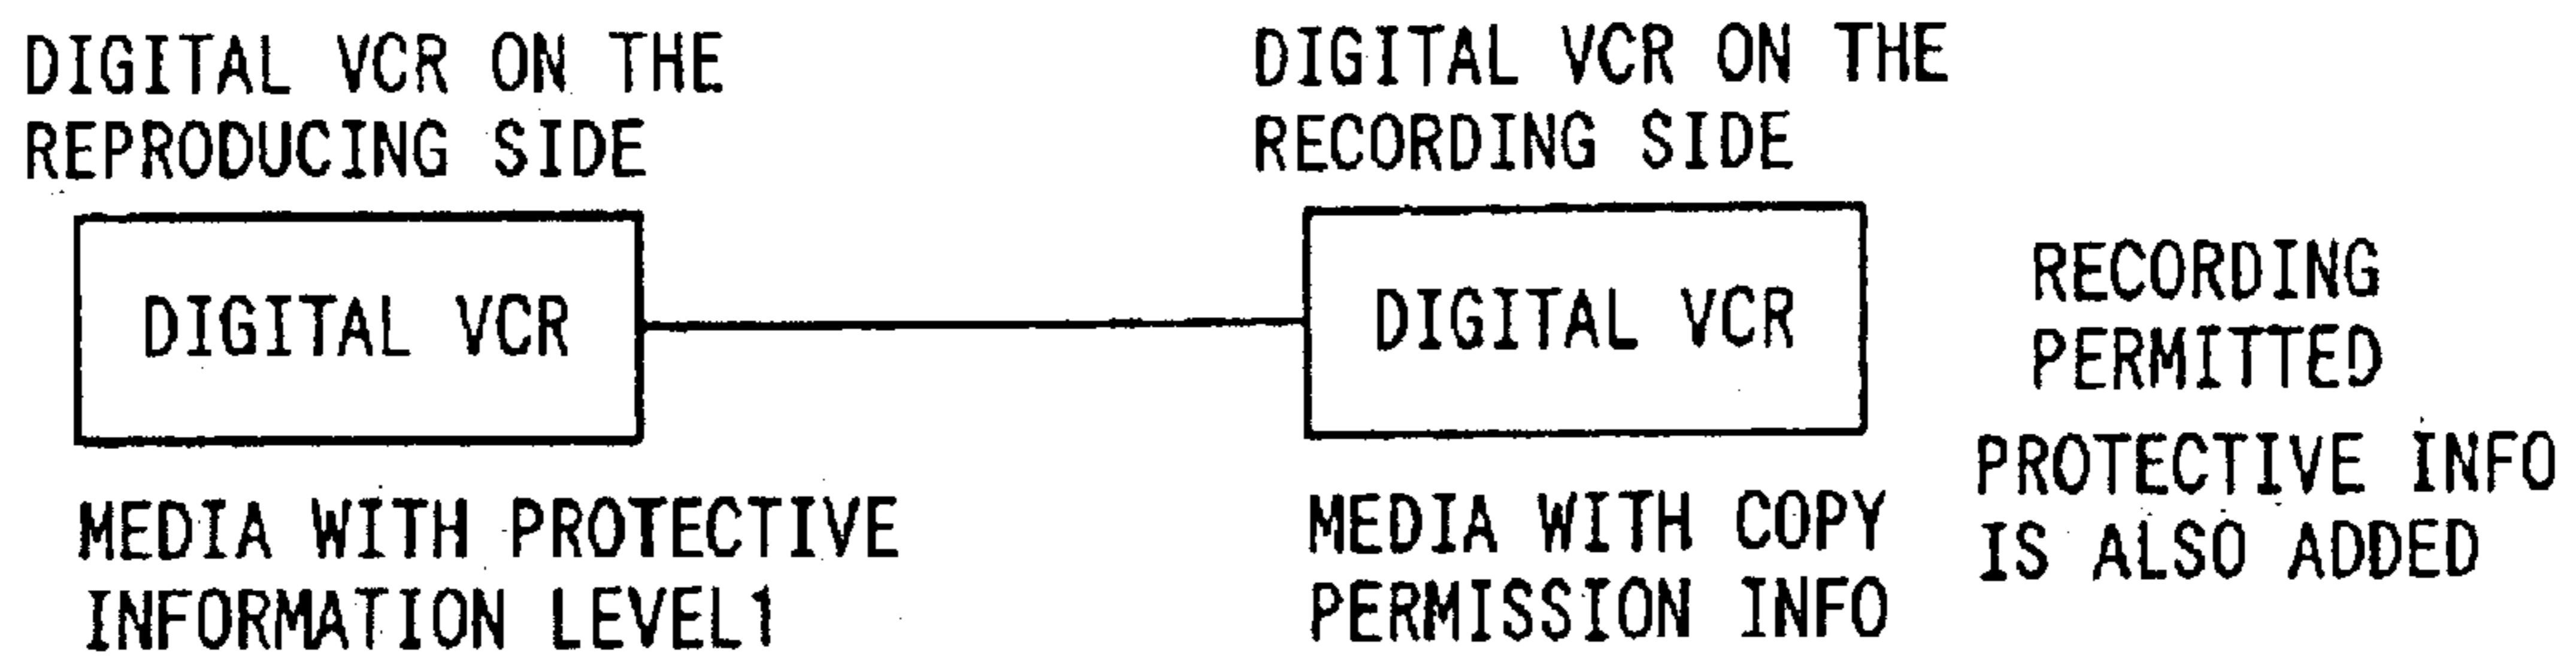 DIGITAL VCR ON THE
REPRODUCING SIDE
DIGITAL VCR
MEDIA WITH PROTECTIVE
INFORMATION LEVEL1
DIGITAL VCR ON THE
RECORDING SIDE
DIGITAL VCR
MEDIA WITH COPY
PERMISSION INFO
RECORDING
PERMITTED
PROTECTIVE INFO
IS ALSO ADDED